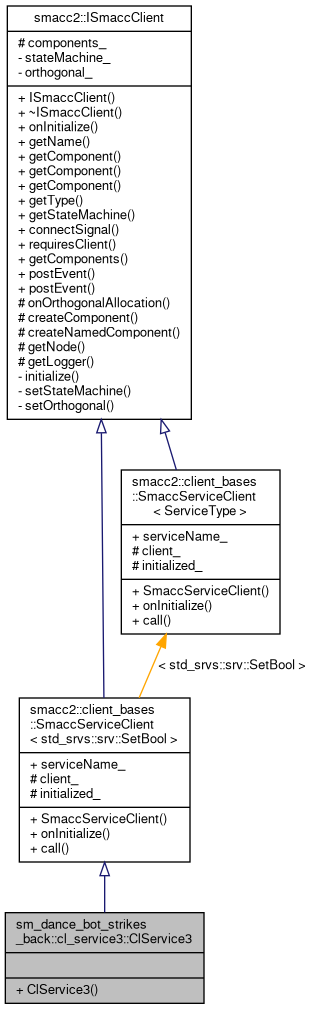 smacc2::ISmaccClient
# components_
- stateMachine_
- orthogonal_
+ ISmaccClient()
+ ~ISmaccClient()
+ onInitialize()
+ getName()
+ getComponent()
+ getComponent()
+ getComponent()
+ getType()
+ getStateMachine()
+ connectSignal()
+ requiresClient()
+ getComponents()
+ postEvent()
+ postEvent()
# onOrthogonalAllocation()
# createComponent()
# createNamedComponent()
# getNode()
# getLogger()
- initialize()
- setStateMachine()
- setOrthogonal()
smacc2::client_bases
::SmaccServiceClient
< ServiceType >
+ serviceName_
# client_
# initialized_
+ SmaccServiceClient()
+ onInitialize()
+ call()
< std_srvs::srv::SetBool >
smacc2::client_bases
::SmaccServiceClient
< std_srvs::srv::SetBool >
+ serviceName_
# client_
# initialized_
+ SmaccServiceClient()
+ onInitialize()
+ call()
sm_dance_bot_strikes
_back::cl_service3::ClService3
+ ClService3()